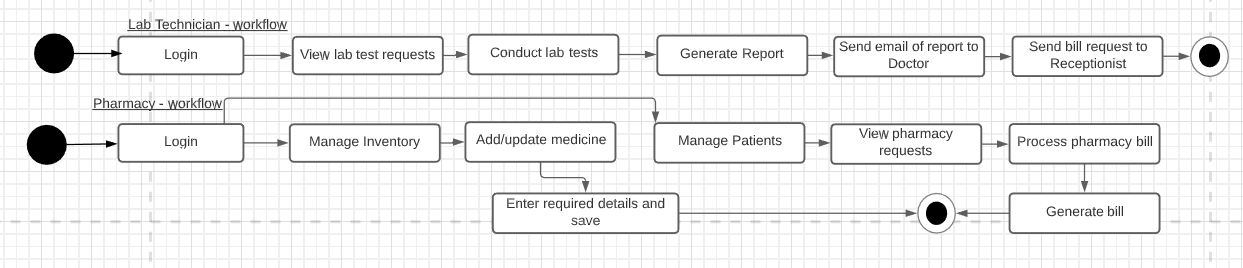 Lab Technician - workflow
Login
View lab test requests
Conduct lab tests
Generate Report
Send email of report to
Doctor
Send bill request to
Receptionist
Pharmacy - workflow
Login
Manage Inventory
Add/update medicine
Manage Patients
View pharmacy
requests
Process pharmacy bill
Enter required details and
save
Generate bill